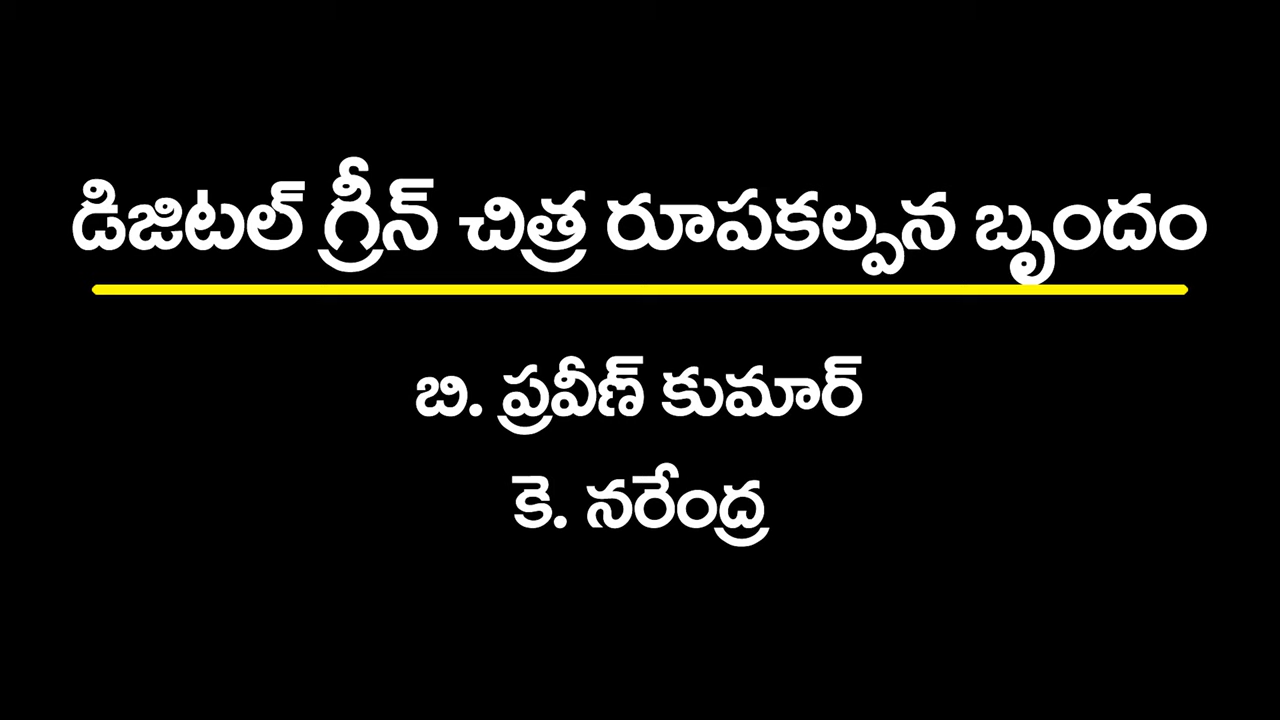 డిజిటల్ గ్రీన్ చిత్ర రూపకల్పన బృందం
బి. ప్రవీణ్ కుమార్
కె. నరేంద్ర